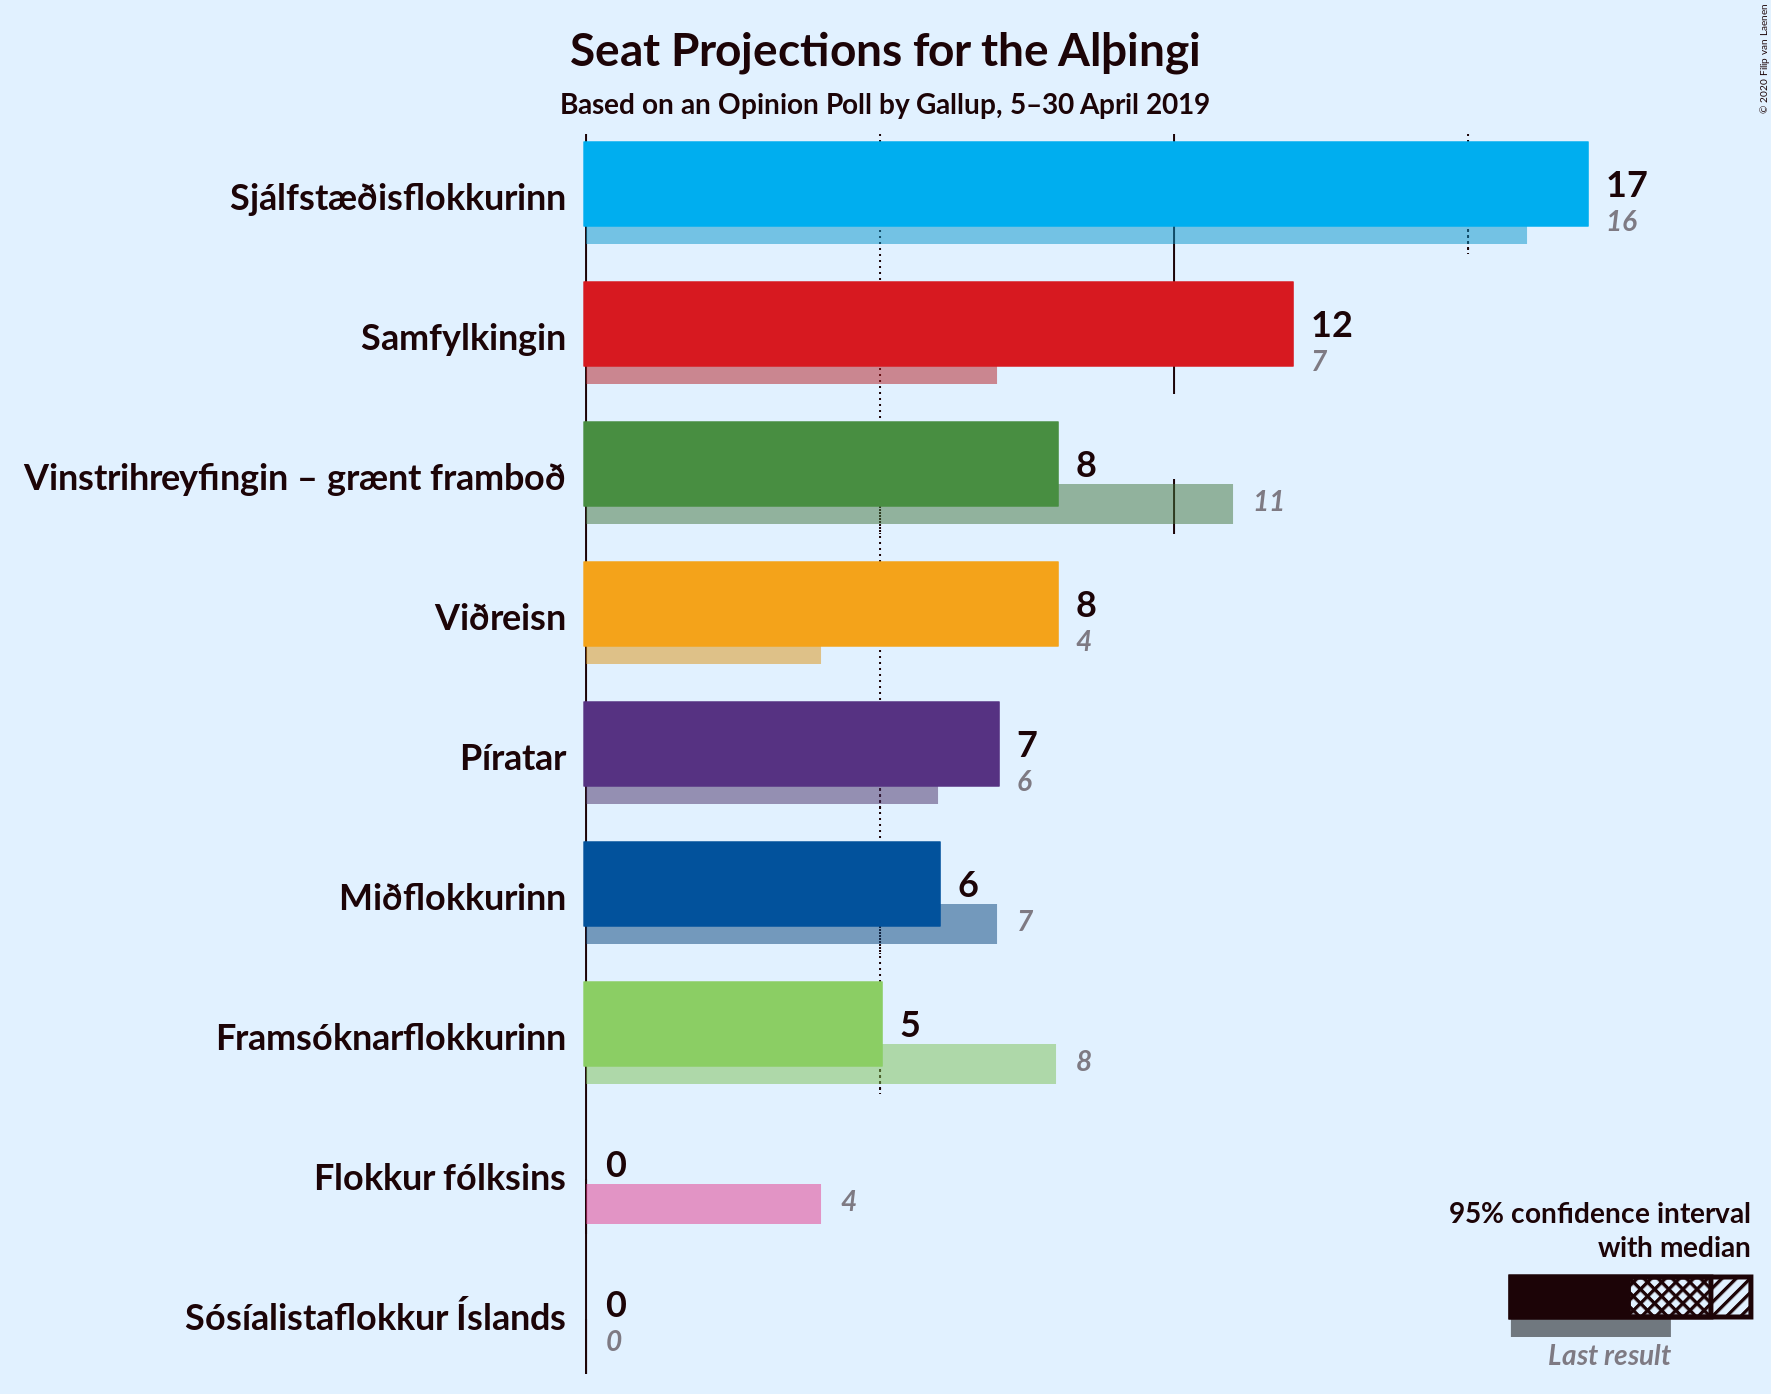 Seat Projections for the Alþingi
Based on an Opinion Poll by Gallup, 5–30 April 2019
© 2020 Filip van Laenen
Sjálfstæðisflokkurinn
17
16
Samfylkingin
12
7
Vinstrihreyfingin – grænt framboð
8
11
Viðreisn
8
4
Píratar
7
6
Miðflokkurinn
6
7
Framsóknarflokkurinn
5
8
Flokkur fólksins
0
4
Sósíalistaflokkur Íslands
0
0
95% confidence interval
with median
Last result